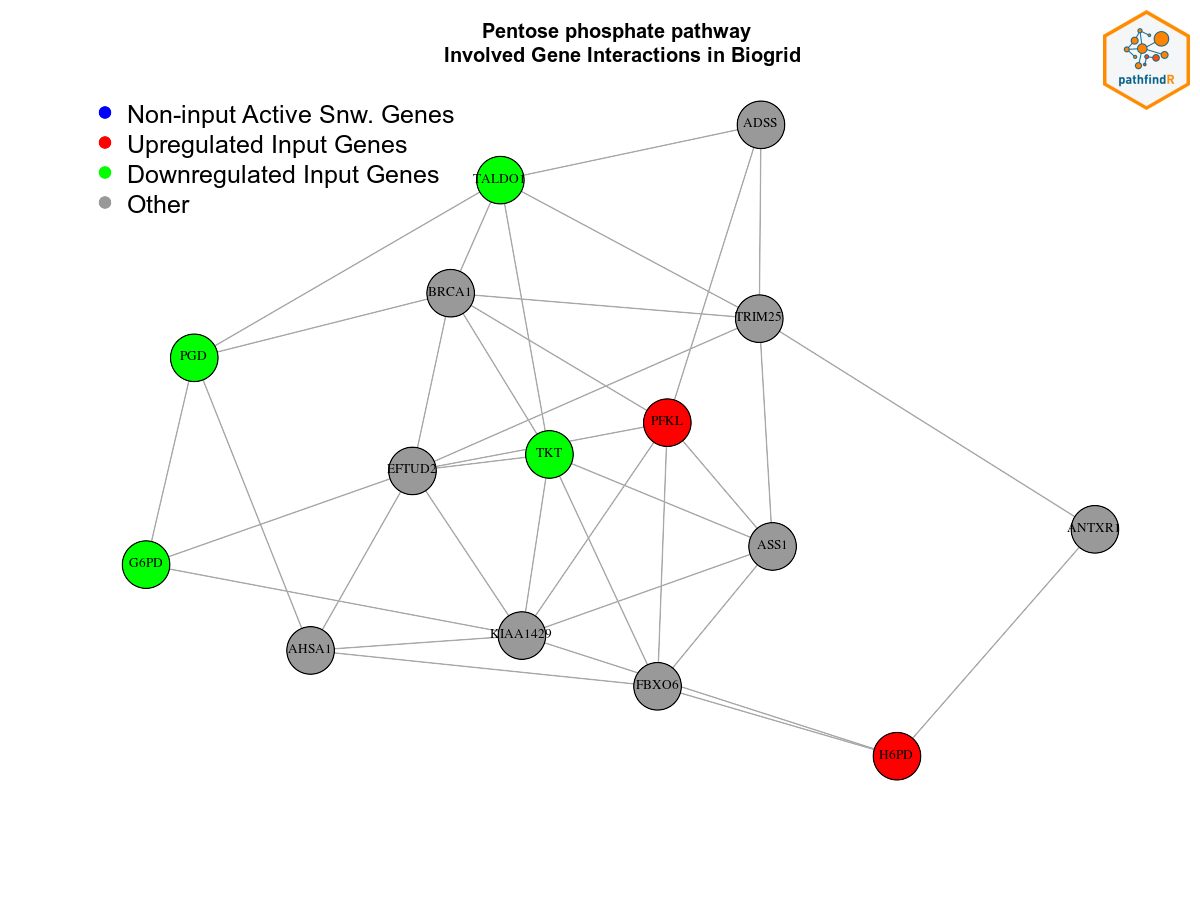 Pentose phosphate pathway
Involved Gene Interactions in Biogrid
pathfindR
Non-input Active Snw. Genes
Upregulated Input Genes
Downregulated Input Genes
Other
ADSS
TALDO1
BRCA1
TRIM25
PGD
PFKL
TKT
EFTUD2
ANTXR1
ASS1
G6PD
KIAA1429
AHSA1
FBXO6
H6PD